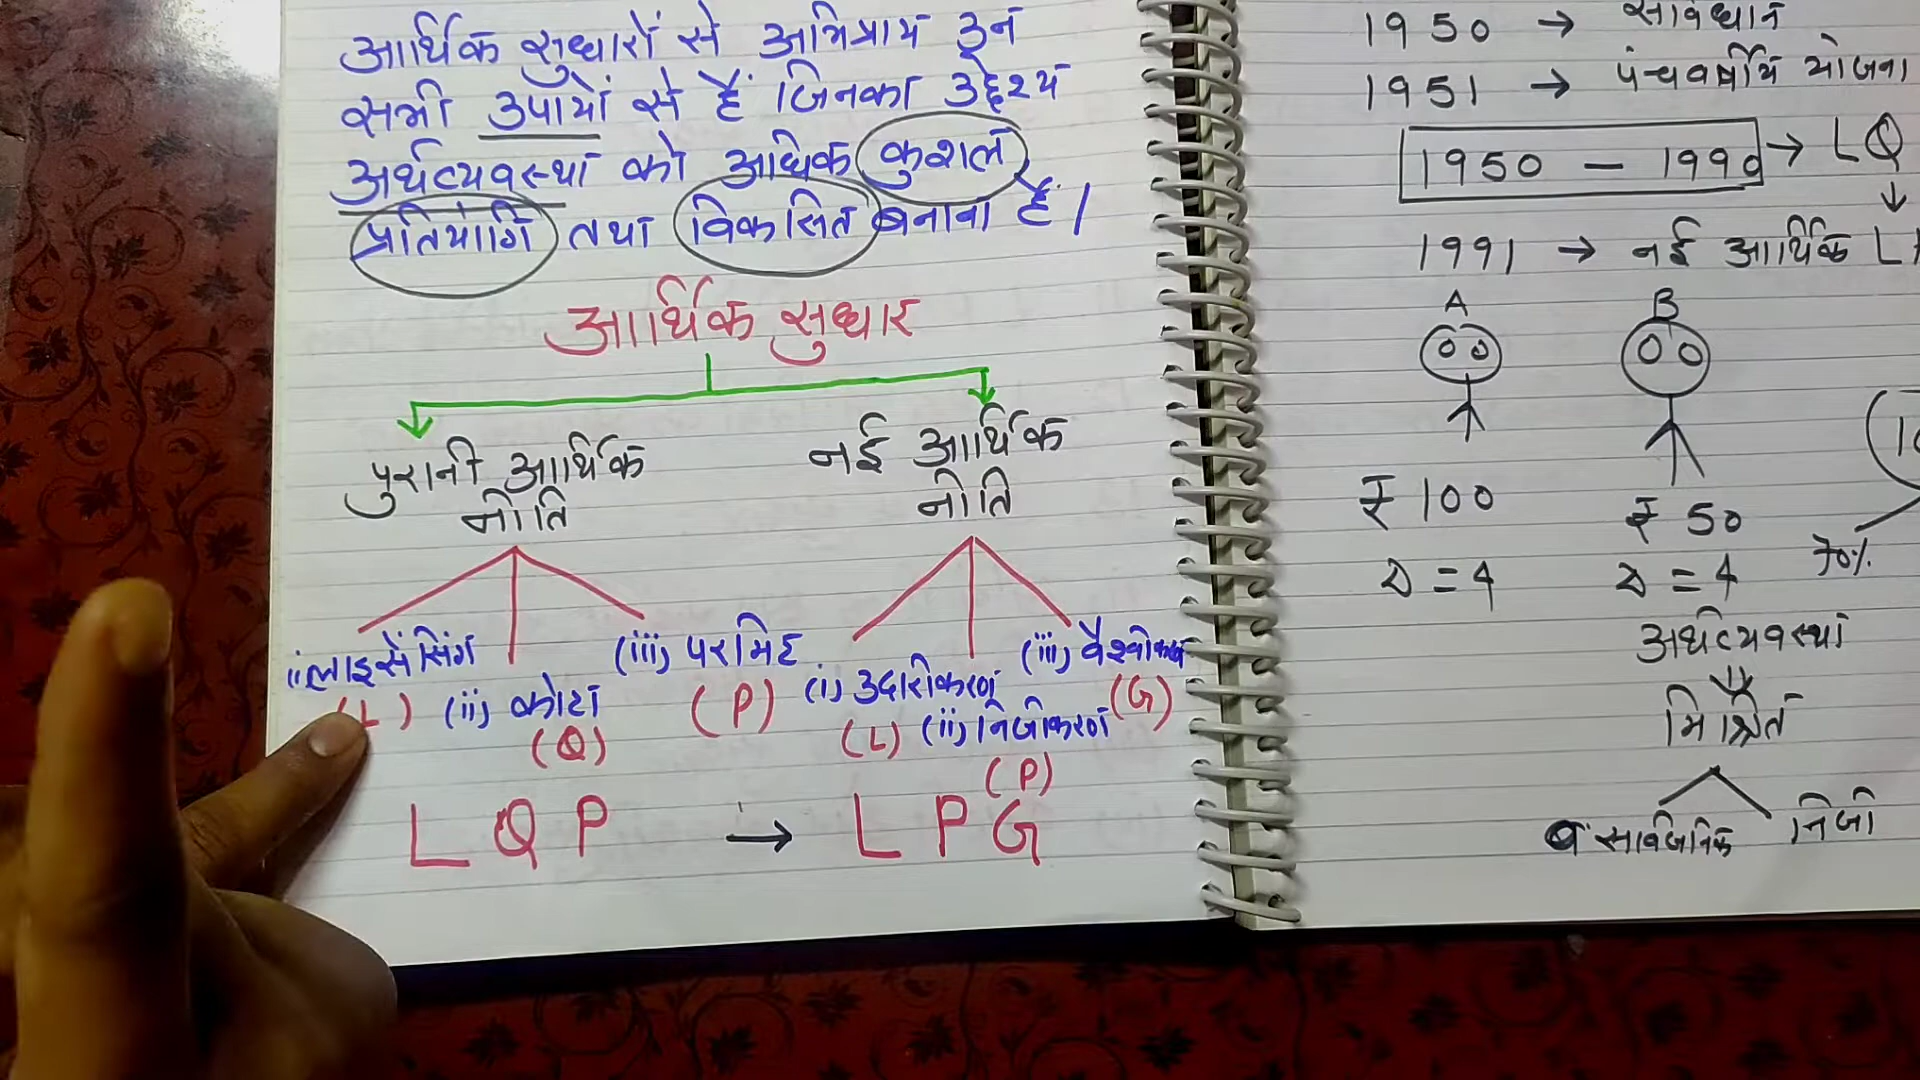 आर्थिक सुधारों से अभिप्राय उन
सभी उपायों से हैं जिनका उद्देश्य
अर्थव्यवस्था को अधिक कुशल
प्रतियोगि तथा विकसित बनाना है।
आर्थिक सुधार
पुरानी आर्थिक
नीति
नई आर्थिक
नीति
(i) लाइसेंसिंग
(L)
(ii) कोटा
(Q)
(iii) परमिट
(P)
(i) उदारीकरण
(L)
(ii) निजीकरण
(P)
(iii) वैश्वीकरण
(G)
L Q P → L P G
1950 →
1951 → पंचवर्षीय योजना
1950 – 1990 → LQ
1991 → नई आर्थिक L
A
B
₹ 100
₹ 50
= 4
= 4
70%
अर्थव्यवस्था
मिश्रित
सार्वजनिक
निजी